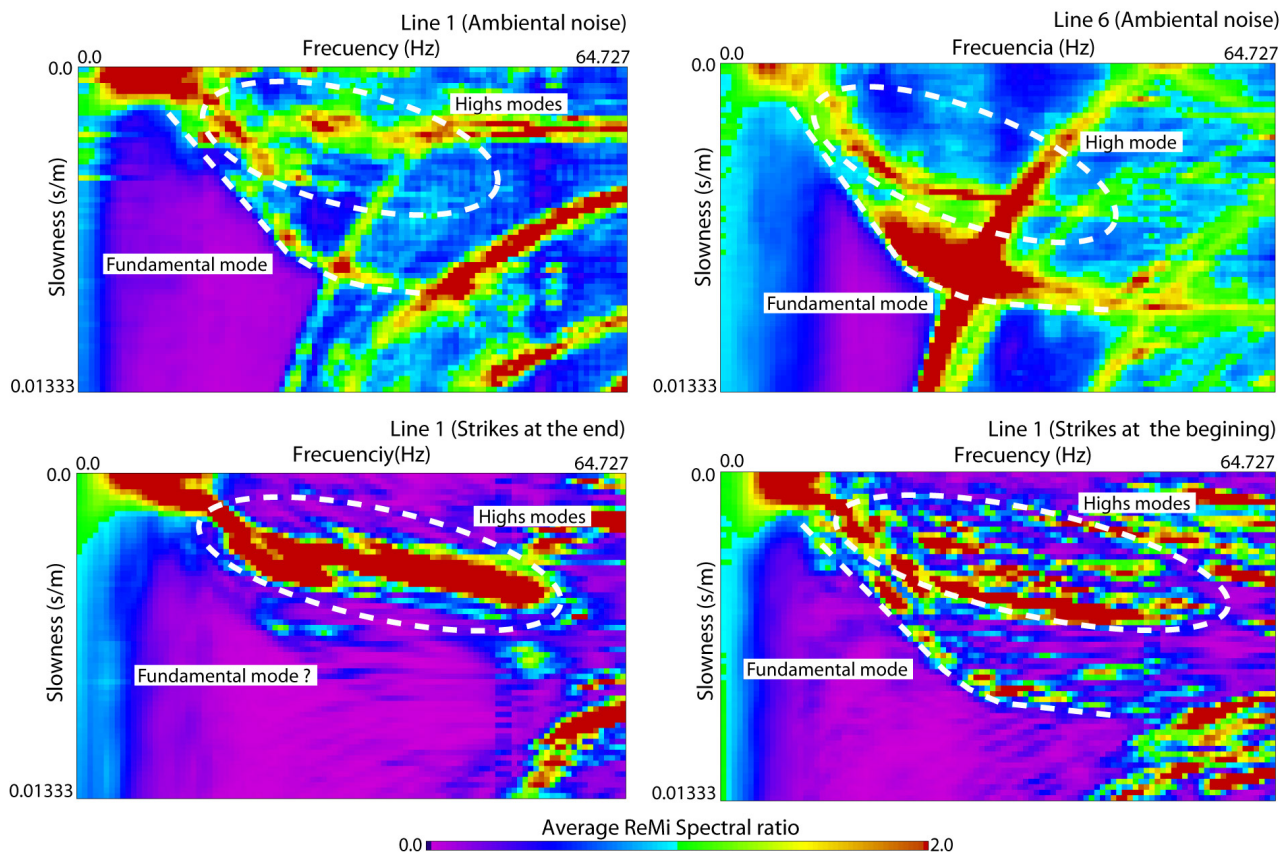 Line 1 (Ambiental noise)
Frecuency (Hz)
0.0
64.727
0.0
Highs modes
Slowness (s/m)
Fundamental mode
0.01333
Line 6 (Ambiental noise)
Frecuencia (Hz)
0.0
64.727
0.0
High mode
Slowness (s/m)
Fundamental mode
0.01333
Line 1 (Strikes at the end)
Frecuenciy(Hz)
0.0
64.727
0.0
Highs modes
Slowness (s/m)
Fundamental mode ?
0.01333
Line 1 (Strikes at the begining)
Frecuency (Hz)
0.0
64.727
0.0
Highs modes
Slowness (s/m)
Fundamental mode
0.01333
Average ReMi Spectral ratio
0.0
2.0